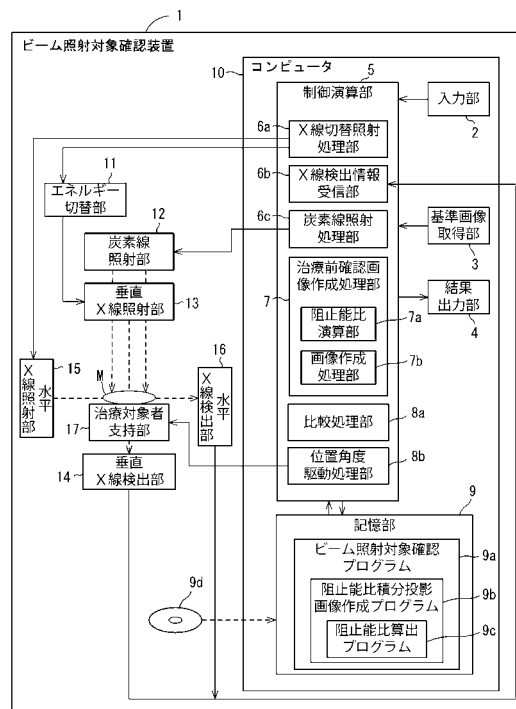 1
ビーム照射対象確認装置
10
コンピュータ
5
制御演算部
入力部
2
6a
X線切替照射
処理部
6b
X線検出情報
受信部
6c
炭素線照射
処理部
基準画像
取得部
3
11
エネルギー
切替部
12
炭素線
照射部
垂直
X線照射部
13
7
治療前確認画
像作成処理部
阻止能比
演算部
7a
画像作成
処理部
7b
結果
出力部
4
15
水平
X線照射部
M
16
水平
X線検出部
17
治療対象者
支持部
14
垂直
X線検出部
比較処理部
8a
位置角度
駆動処理部
8b
記憶部
9
ビーム照射対象確認
プログラム
9a
阻止能比積分投影
画像作成プログラム
9b
阻止能比算出
プログラム
9c
9d